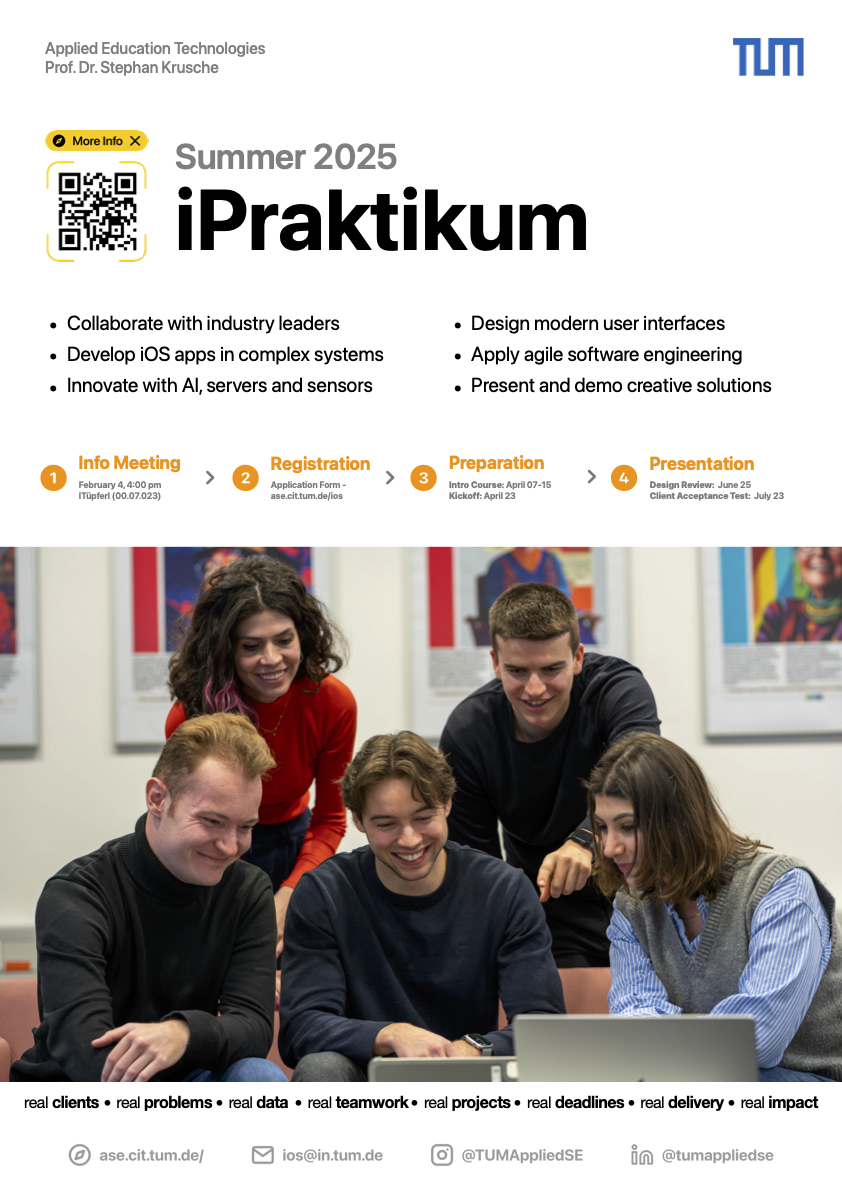 Applied Education Technologies
Prof. Dr. Stephan Krusche
TUM
More Info
Summer 2025
iPraktikum
• Collaborate with industry leaders
• Develop iOS apps in complex systems
• Innovate with AI, servers and sensors
• Design modern user interfaces
• Apply agile software engineering
• Present and demo creative solutions
1 Info Meeting
February 4, 4:00 pm
ITüpferl (00.07.023)
2 Registration
Application Form -
ase.cit.tum.de/ios
3 Preparation
Intro Course: April 07-15
Kickoff: April 23
4 Presentation
Design Review: June 25
Client Acceptance Test: July 23
real clients • real problems • real data • real teamwork • real projects • real deadlines • real delivery • real impact
ase.cit.tum.de/
ios@in.tum.de
@TUMAppliedSE
@tumappliedse